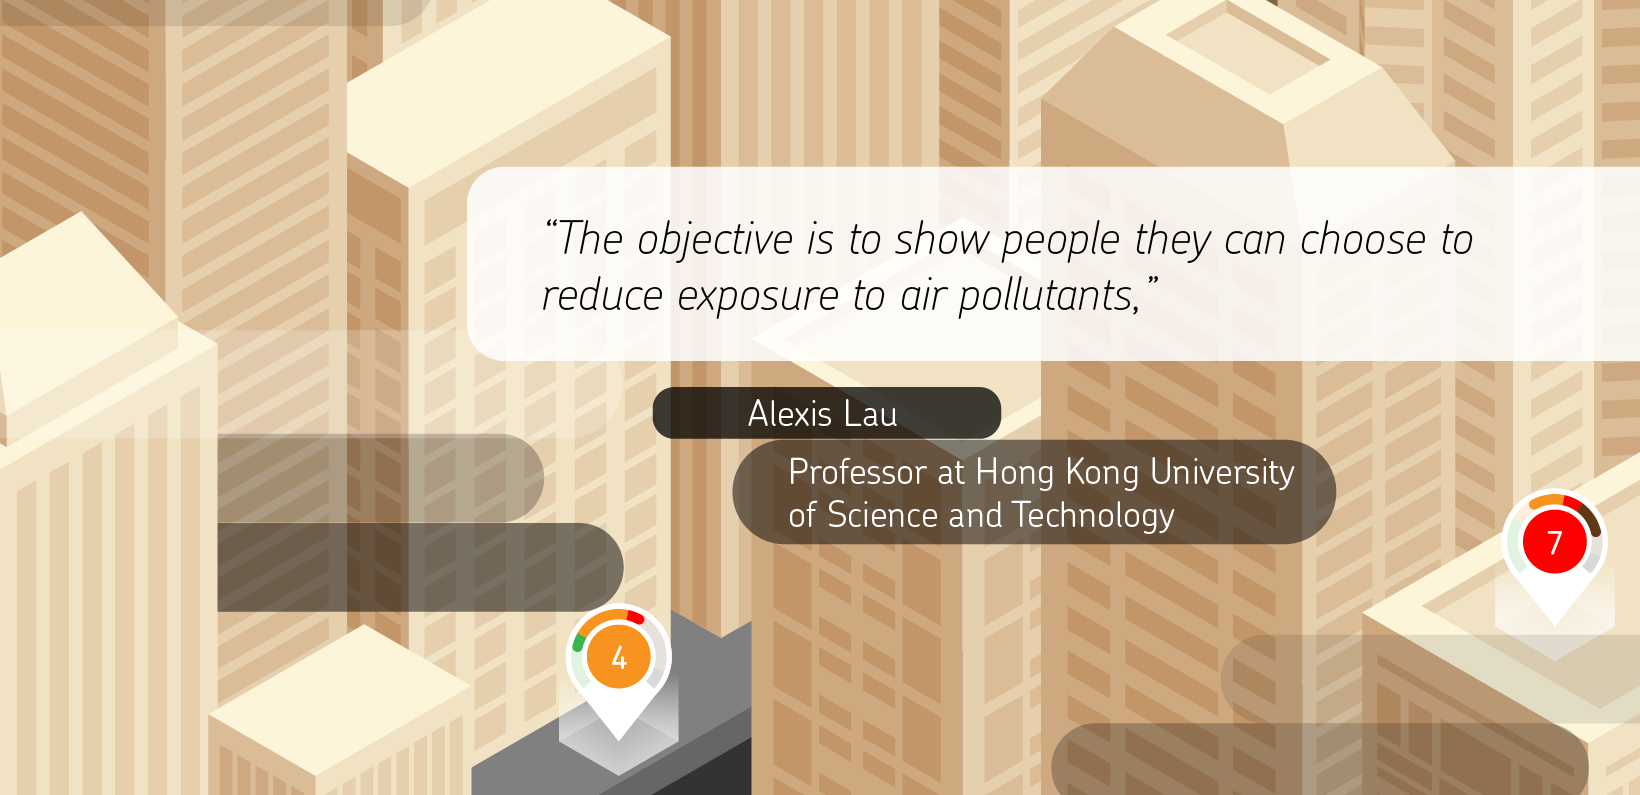 “The objective is to show people they can choose to
reduce exposure to air pollutants,”
Alexis Lau
Professor at Hong Kong University
of Science and Technology
7
4